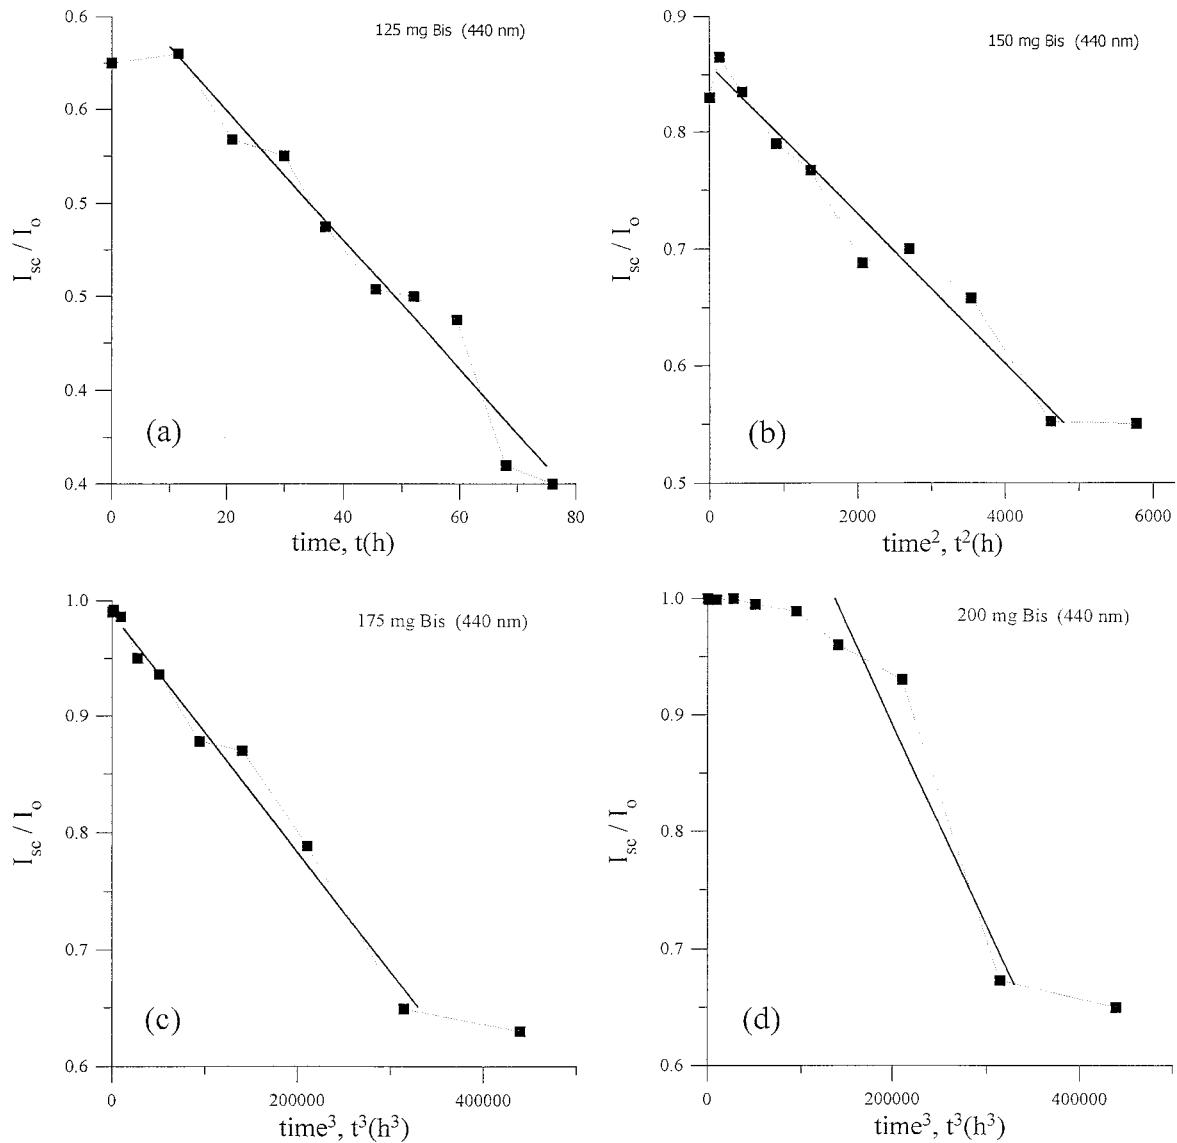 125 mg Bis (440 nm)
0.6
0.6
0.5
0.5
0.4
0.4
I_sc / I_o
(a)
0 20 40 60 80
time, t(h)
150 mg Bis (440 nm)
0.9
0.8
0.7
0.6
0.5
I_sc / I_o
(b)
0 2000 4000 6000
time², t²(h)
175 mg Bis (440 nm)
1.0
0.9
0.8
0.7
0.6
I_sc / I_o
(c)
0 200000 400000
time³, t³(h³)
200 mg Bis (440 nm)
1.0
0.9
0.8
0.7
0.6
I_sc / I_o
(d)
0 200000 400000
time³, t³(h³)